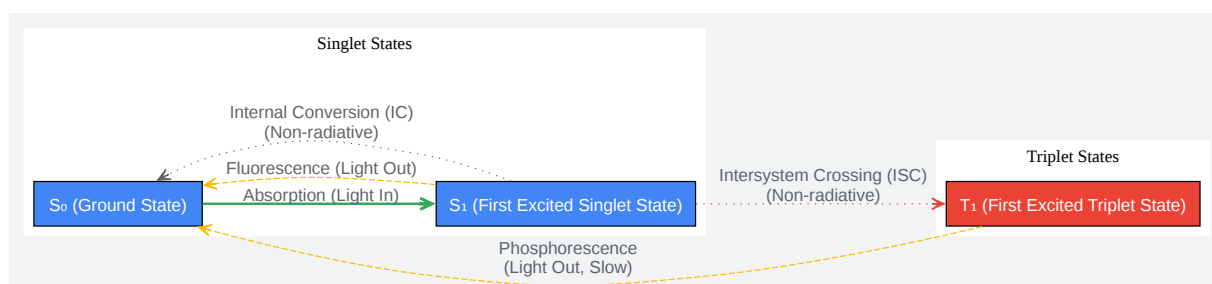 Singlet States
Internal Conversion (IC)
(Non-radiative)
Fluorescence (Light Out)
Absorption (Light In)
S₀ (Ground State)
S₁ (First Excited Singlet State)
Intersystem Crossing (ISC)
(Non-radiative)
Triplet States
T₁ (First Excited Triplet State)
Phosphorescence
(Light Out, Slow)